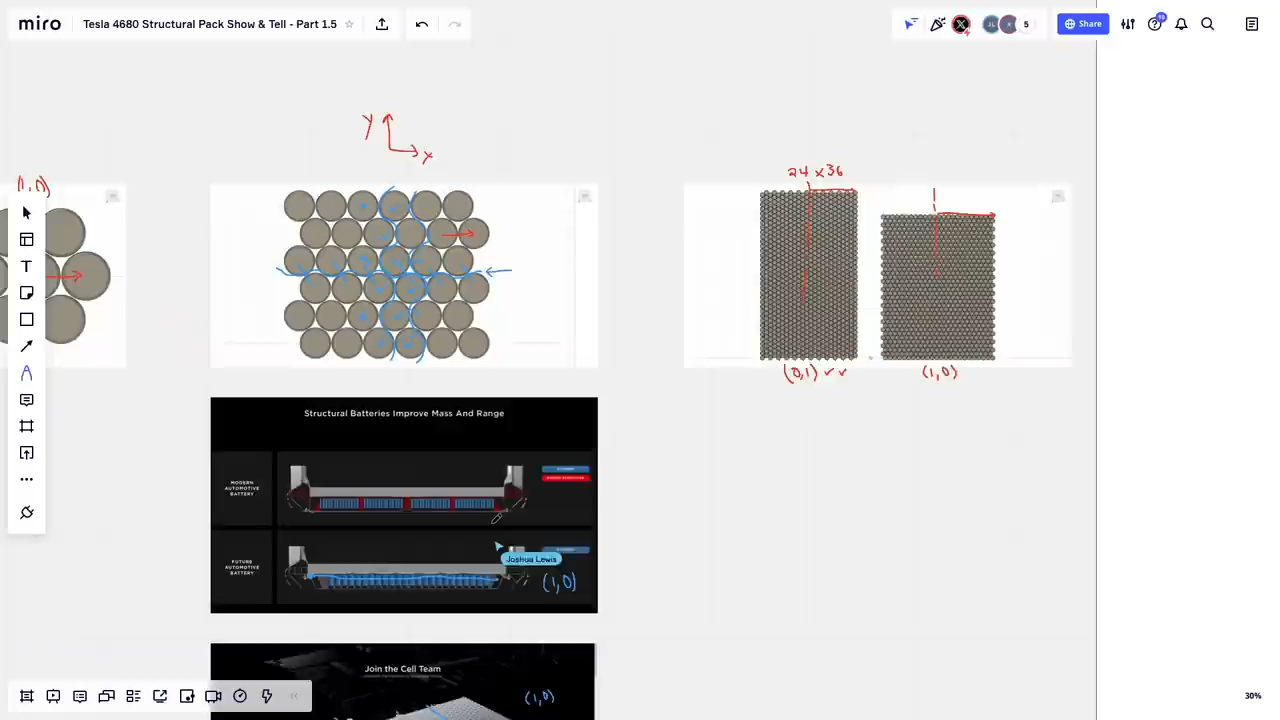 miro
Tesla 4680 Structural Pack Show & Tell - Part 1.5
JL
5
Share
y
x
(1,1)
24 x 36
(0,1)
(1,0)
Structural Batteries Improve Mass And Range
MODERN
AUTOMOTIVE
BATTERY
FUTURE
AUTOMOTIVE
BATTERY
Joshua Lewis
(1,0)
Join the Cell Team
(1,0)
T
30%